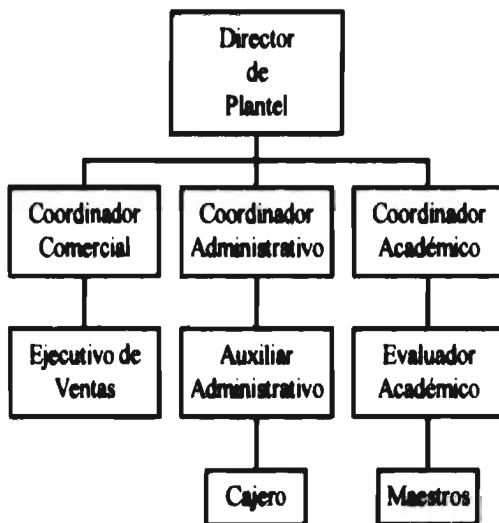 Director
de
Plantel
Coordinador
Comercial
Coordinador
Administrativo
Coordinador
Académico
Ejecutivo de
Ventas
Auxiliar
Administrativo
Evaluador
Académico
Cajero
Maestros